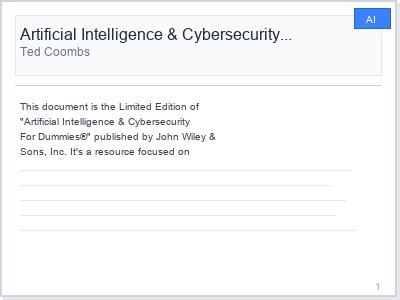 AI
Artificial Intelligence & Cybersecurity...
Ted Coombs
This document is the Limited Edition of
"Artificial Intelligence & Cybersecurity
For Dummies®" published by John Wiley &
Sons, Inc. It's a resource focused on
1